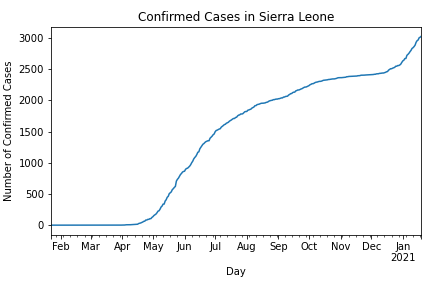 Confirmed Cases in Sierra Leone
Number of Confirmed Cases
3000
2500
2000
1500
1000
500
0
Feb Mar Apr May Jun Jul Aug Sep Oct Nov Dec Jan
2021
Day